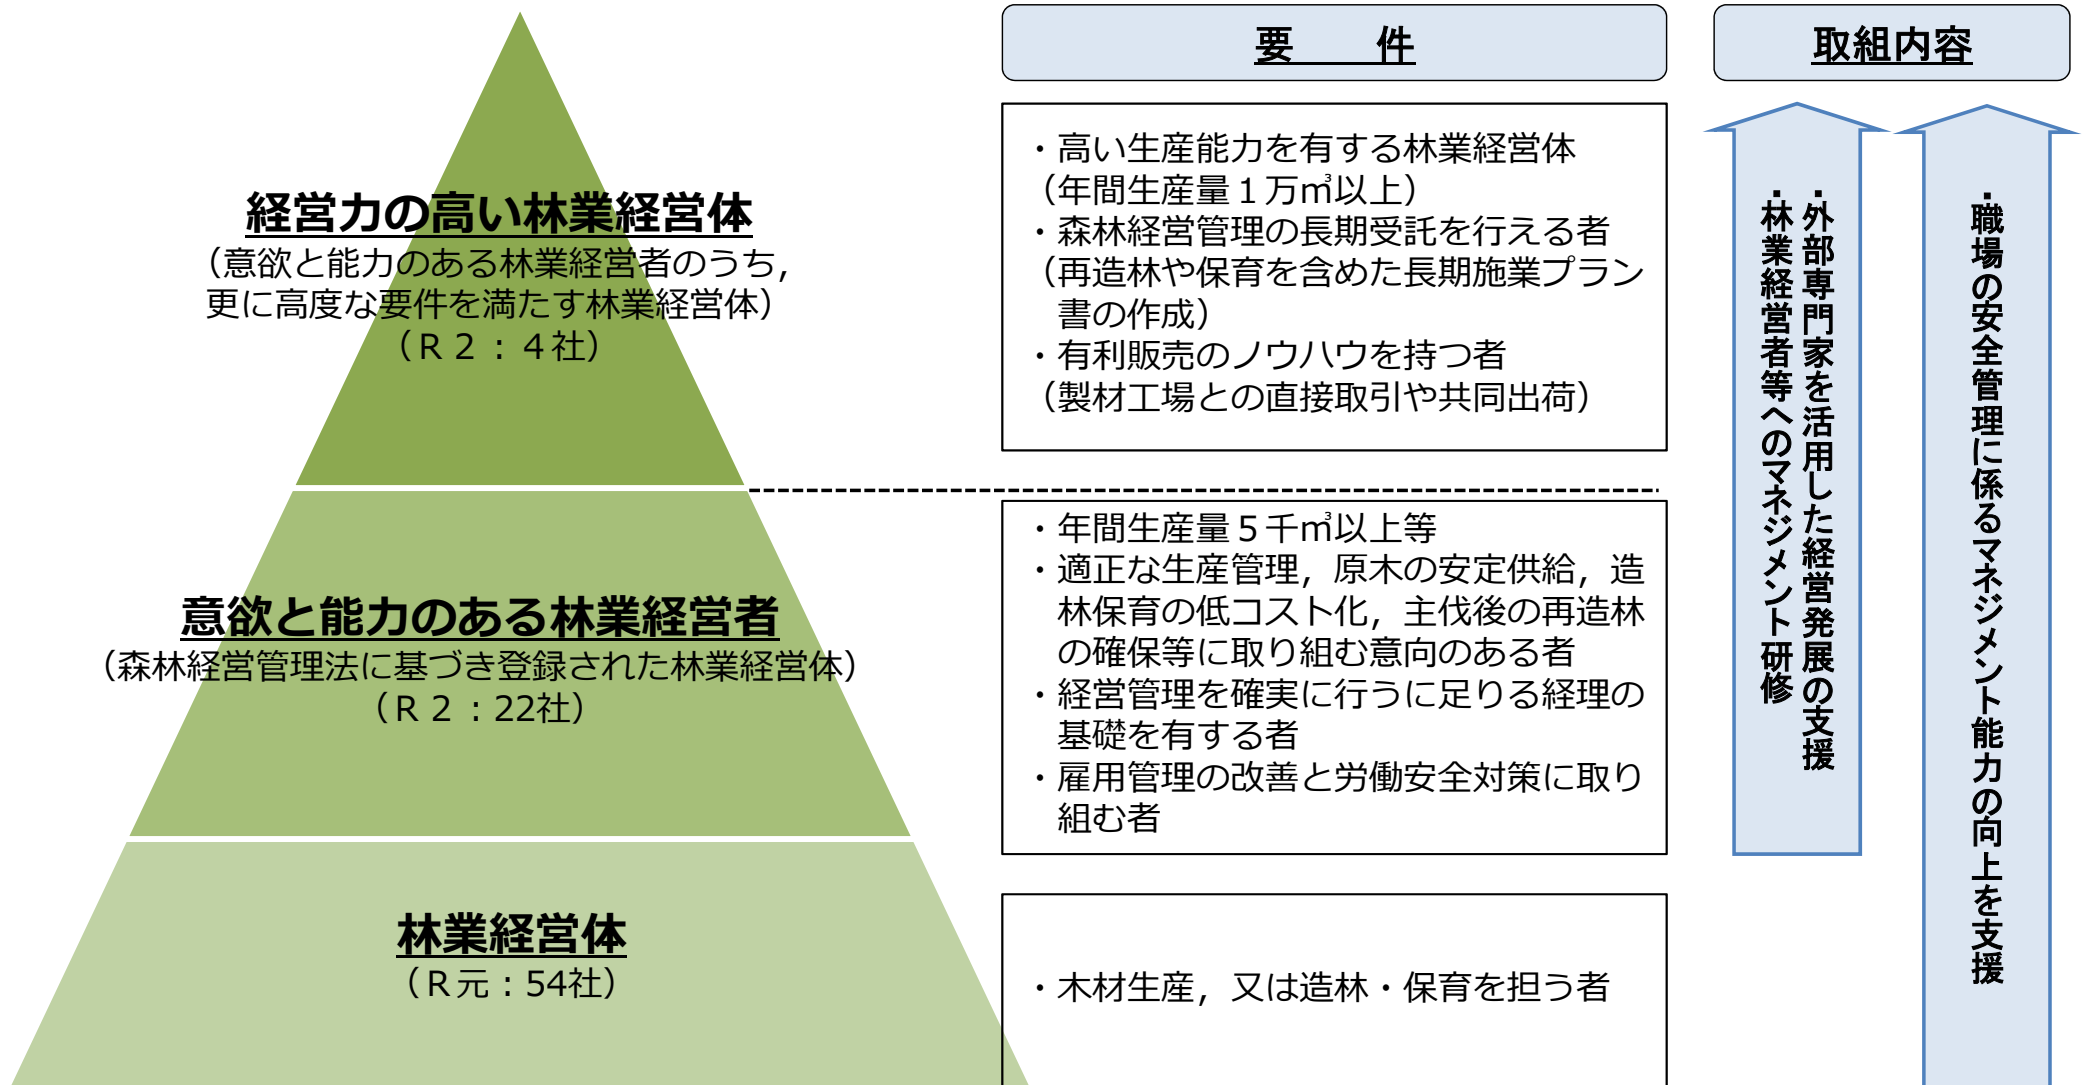 経営力の高い林業経営体
（意欲と能力のある林業経営者のうち，
更に高度な要件を満たす林業経営体）
（Ｒ２：４社）
意欲と能力のある林業経営者
（森林経営管理法に基づき登録された林業経営体）
（Ｒ２：22社）
林業経営体
（Ｒ元：54社）
要　　件
・高い生産能力を有する林業経営体
（年間生産量１万㎥以上）
・森林経営管理の長期受託を行える者
（再造林や保育を含めた長期施業プラン
書の作成）
・有利販売のノウハウを持つ者
（製材工場との直接取引や共同出荷）
・年間生産量５千㎥以上等
・適正な生産管理，原木の安定供給，造
林保育の低コスト化，主伐後の再造林
の確保等に取り組む意向のある者
・経営管理を確実に行うに足りる経理の
基礎を有する者
・雇用管理の改善と労働安全対策に取り
組む者
・木材生産，又は造林・保育を担う者
取組内容
・外部専門家を活用した経営発展の支援
・林業経営者等へのマネジメント研修
・職場の安全管理に係るマネジメント能力の向上を支援